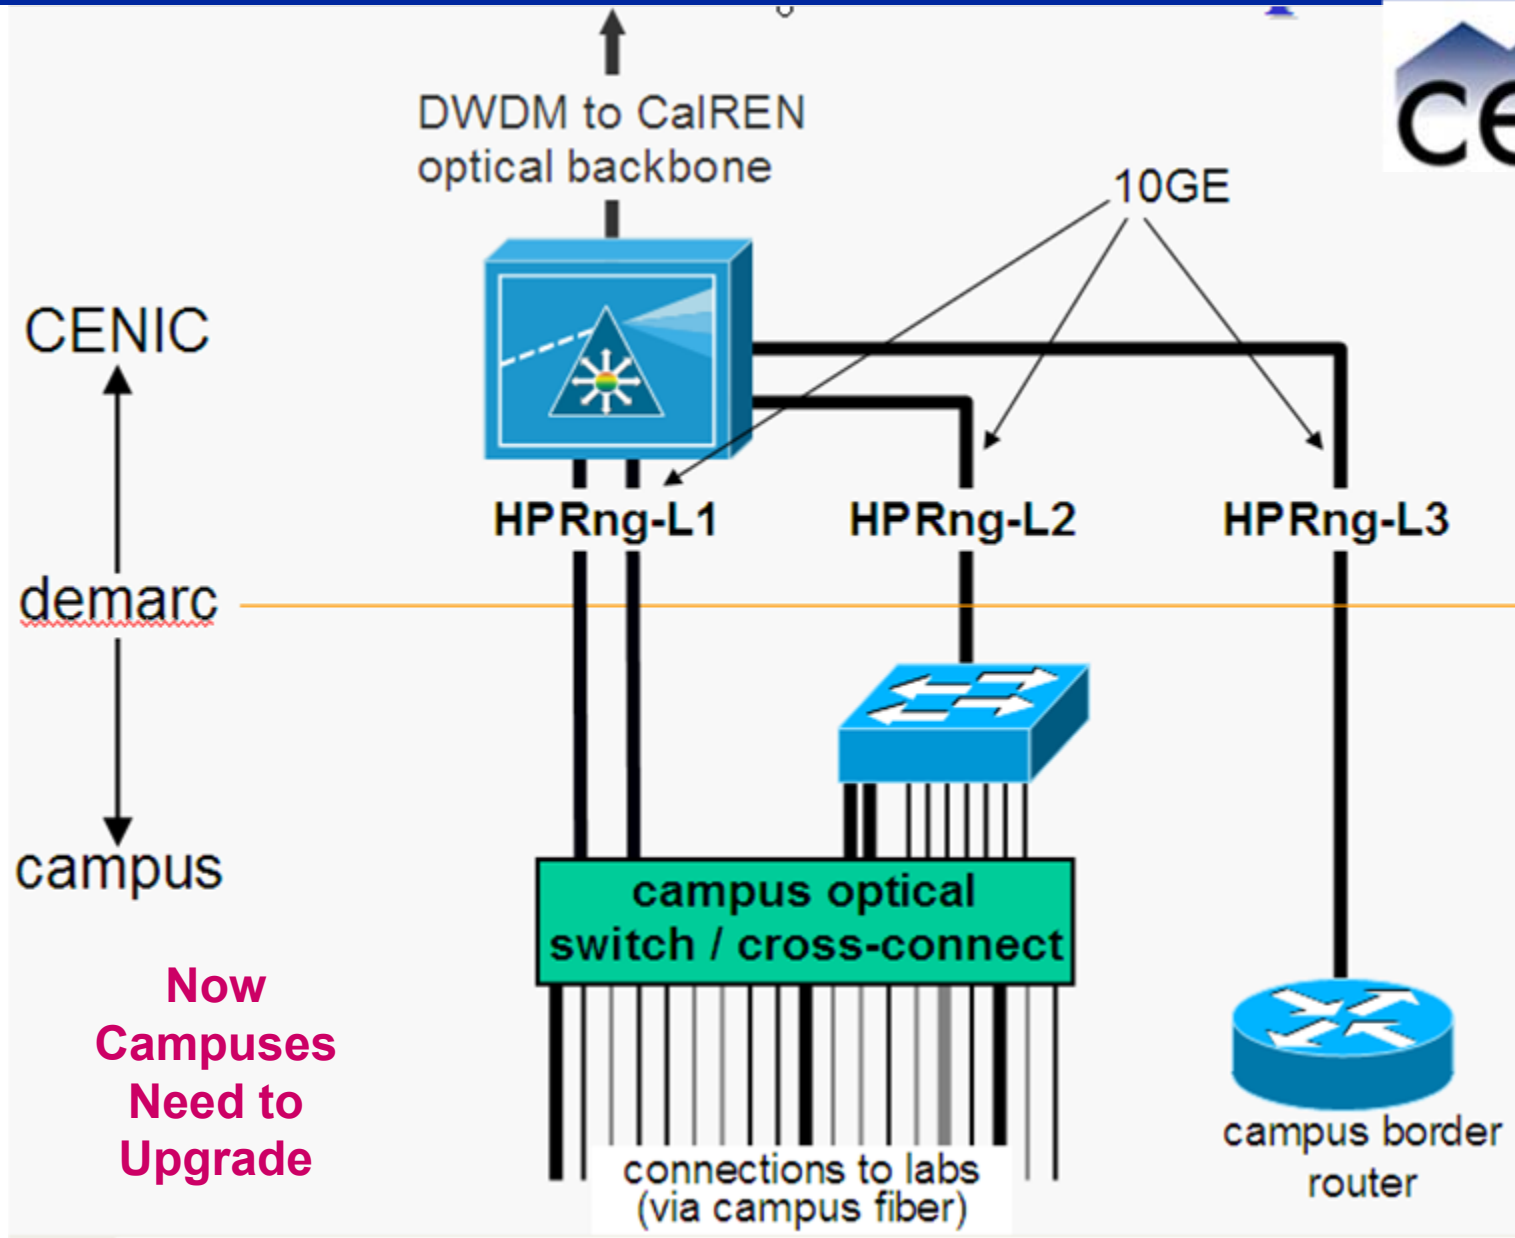 DWDM to CalREN
optical backbone
10GE
CENIC
HPRng-L1
HPRng-L2
HPRng-L3
demarc
campus
campus optical
switch / cross-connect
Now
Campuses
Need to
Upgrade
connections to labs
(via campus fiber)
campus border
router